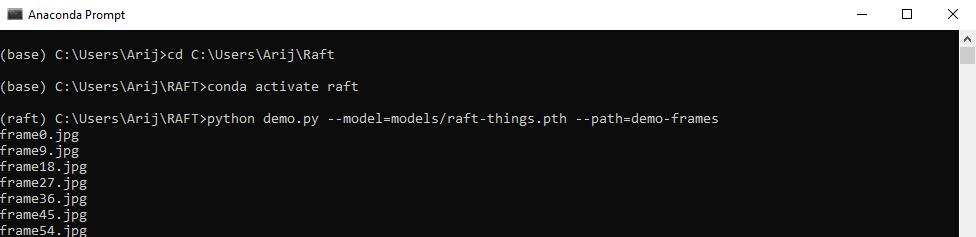 Anaconda Prompt
(base) C:\Users\Arij>cd C:\Users\Arij\Raft
(base) C:\Users\Arij\RAFT>conda activate raft
(raft) C:\Users\Arij\RAFT>python demo.py --model=models/raft-things.pth --path=demo-frames
frame0.jpg
frame9.jpg
frame18.jpg
frame27.jpg
frame36.jpg
frame45.jpg
frame54.jpg